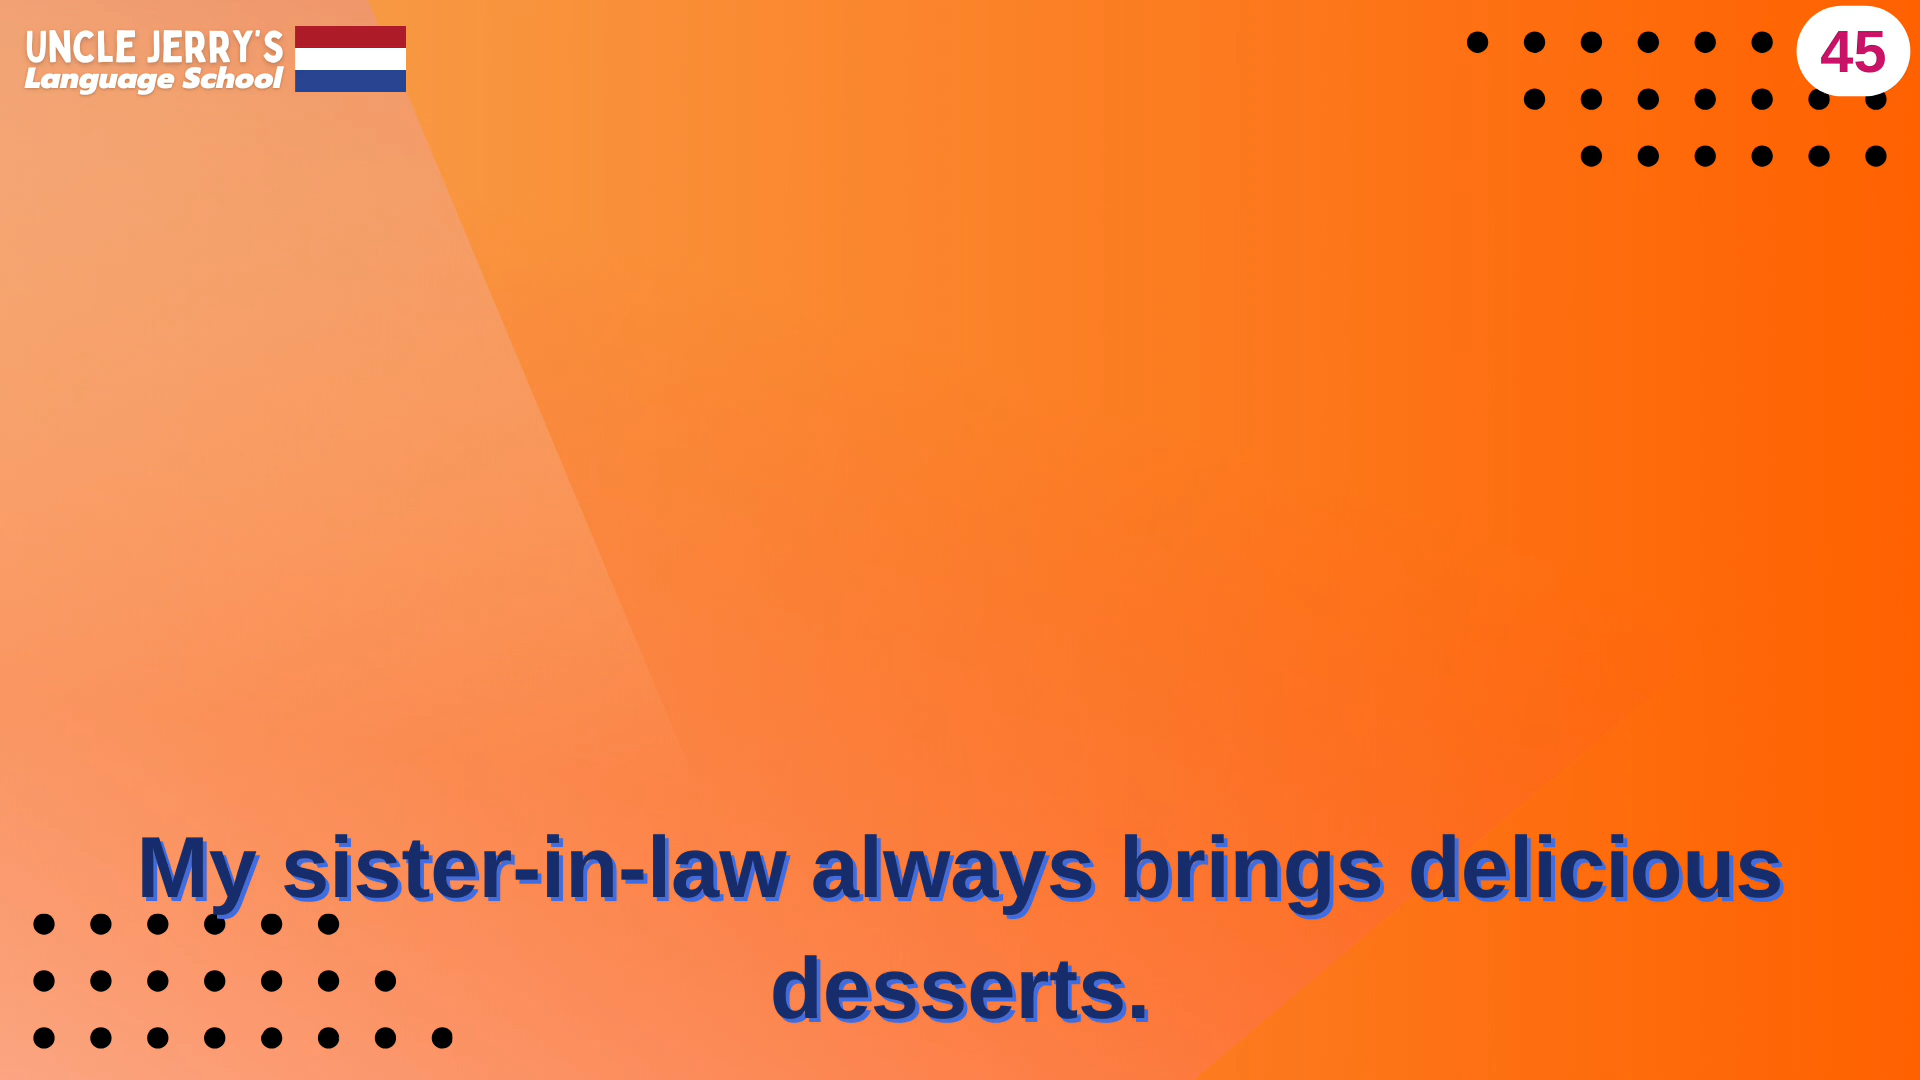 UNCLE JERRY'S
Language School
45
My sister-in-law always brings delicious
desserts.